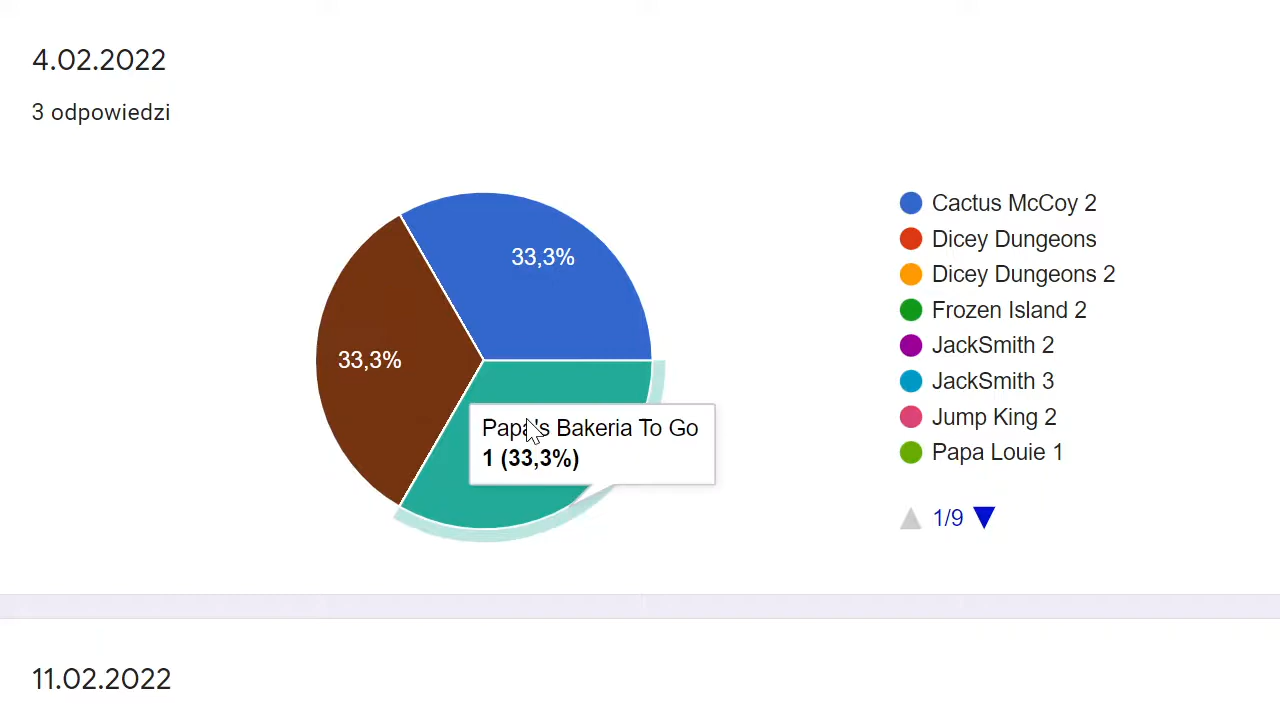 4.02.2022
3 odpowiedzi
33,3%
33,3%
Papa's Bakeria To Go
1 (33,3%)
Cactus McCoy 2
Dicey Dungeons
Dicey Dungeons 2
Frozen Island 2
JackSmith 2
JackSmith 3
Jump King 2
Papa Louie 1
1/9
11.02.2022